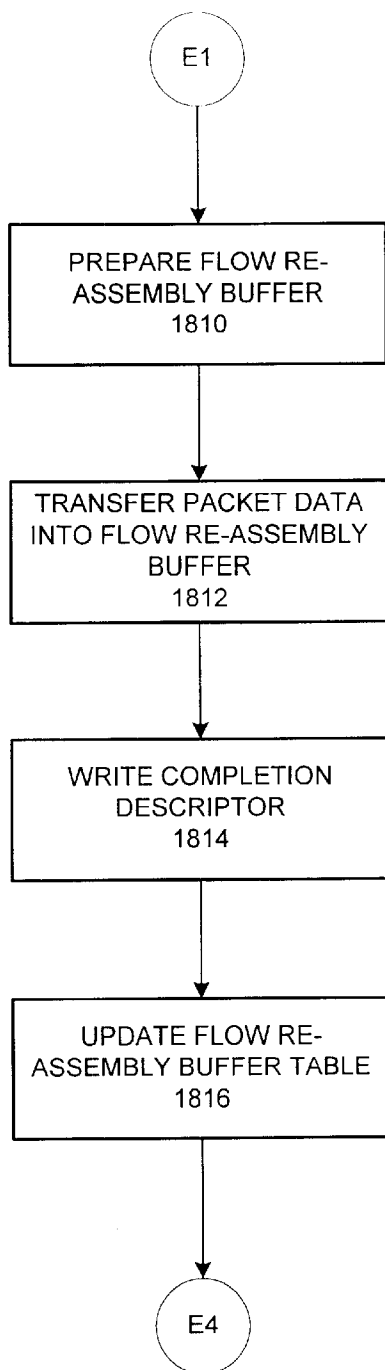 E1
PREPARE FLOW RE-
ASSEMBLY BUFFER
1810
TRANSFER PACKET DATA
INTO FLOW RE-ASSEMBLY
BUFFER
1812
WRITE COMPLETION
DESCRIPTOR
1814
UPDATE FLOW RE-
ASSEMBLY BUFFER TABLE
1816
E4